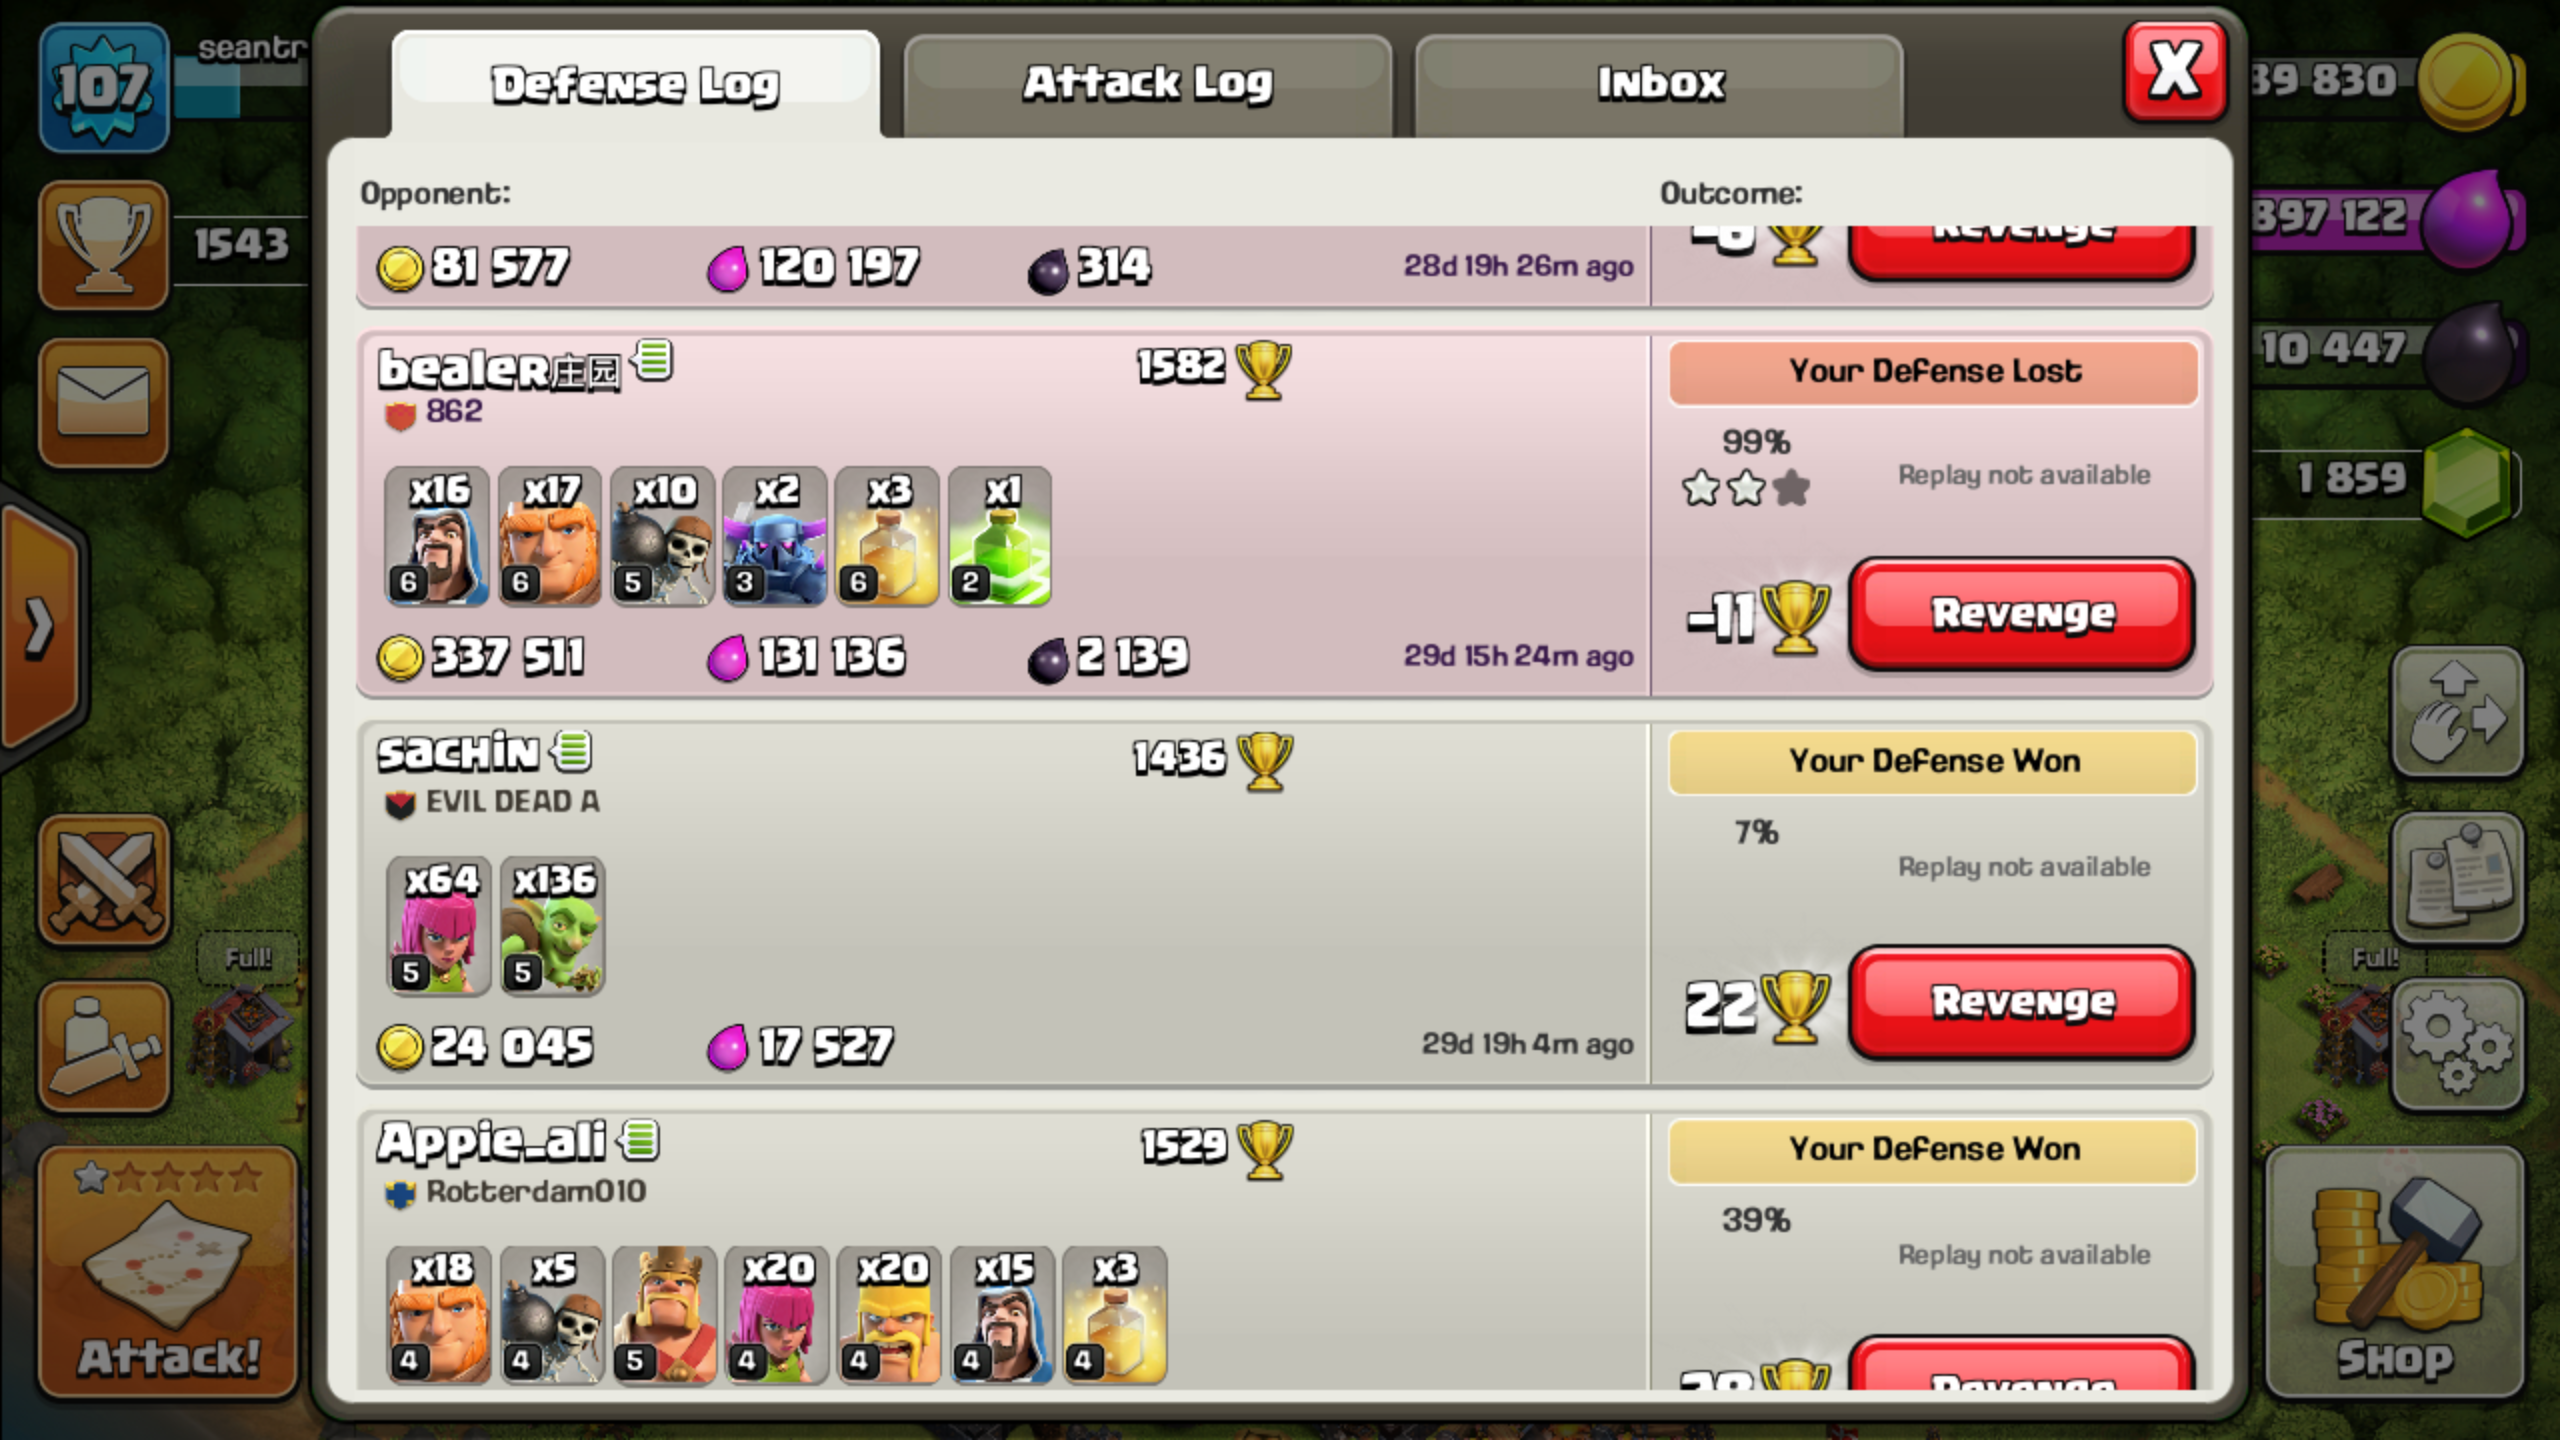 107
seantr
1543
Defense Log
Attack Log
Inbox
X
39 830
897 122
10 447
1 859
Opponent:
Outcome:
81 577
120 197
314
28d 19h 26m ago
Revenge
bealer庄园
1582
862
x16
x17
x10
x2
x3
x1
6
6
5
3
6
2
337 511
131 136
2 139
29d 15h 24m ago
Your Defense Lost
99%
Replay not available
-11
Revenge
sachin
1436
EVIL DEAD A
x64
x136
5
5
24 045
17 527
29d 19h 4m ago
Your Defense Won
7%
Replay not available
22
Revenge
Appie_ali
1529
Rotterdam010
x18
x5
x20
x20
x15
x3
4
4
5
4
4
4
4
Your Defense Won
39%
Replay not available
Revenge
Full!
Full!
Attack!
Shop